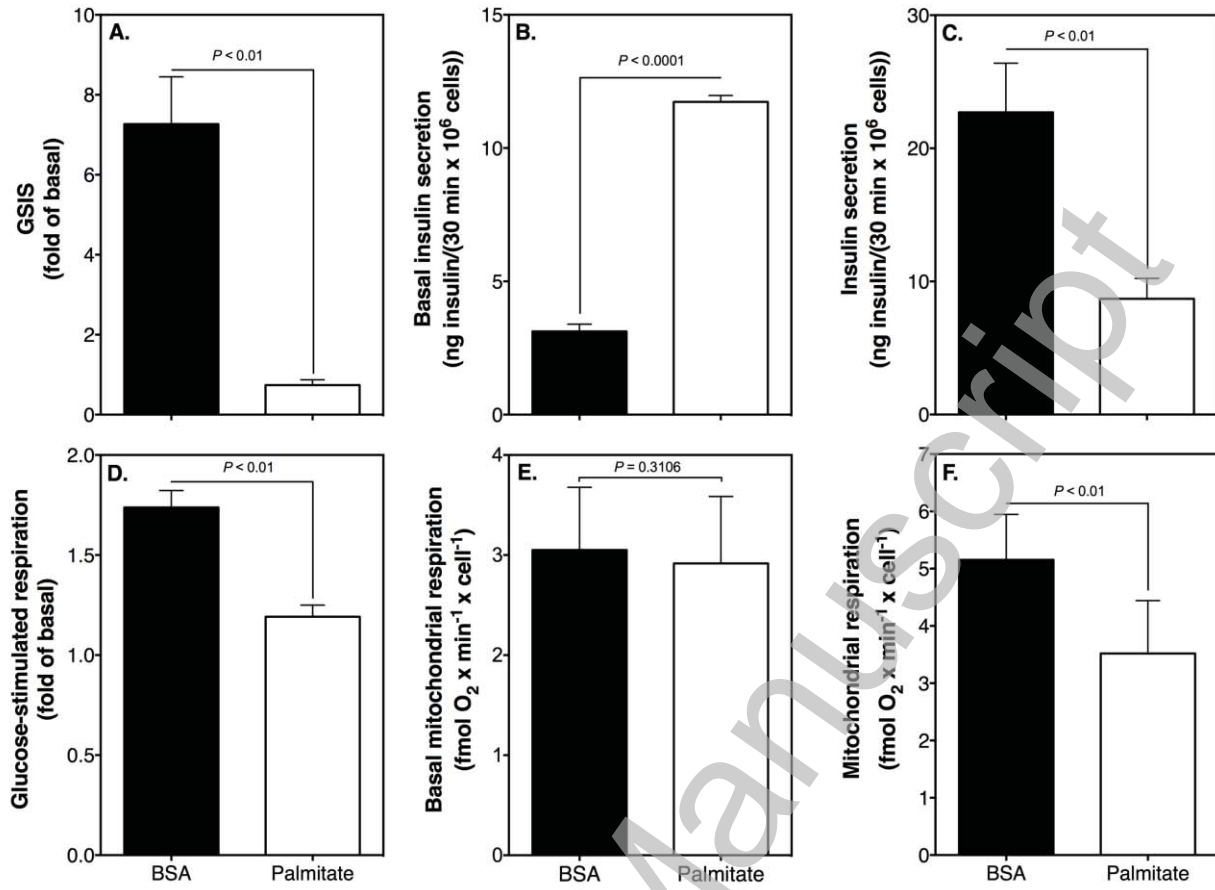 A.
GSIS
(fold of basal)
10
8
6
4
2
0
P < 0.01
B.
Basal insulin secretion
(ng insulin/(30 min x 10⁶ cells))
15
10
5
0
P < 0.0001
C.
Insulin secretion
(ng insulin/(30 min x 10⁶ cells))
30
20
10
0
P < 0.01
D.
Glucose-stimulated respiration
(fold of basal)
2.0
1.5
1.0
0.5
0.0
P < 0.01
BSA
Palmitate
E.
Basal mitochondrial respiration
(fmol O₂ x min⁻¹ x cell⁻¹)
4
3
2
1
0
P = 0.3106
BSA
Palmitate
F.
Mitochondrial respiration
(fmol O₂ x min⁻¹ x cell⁻¹)
7
6
5
4
3
2
1
0
P < 0.01
BSA
Palmitate
Manuscript